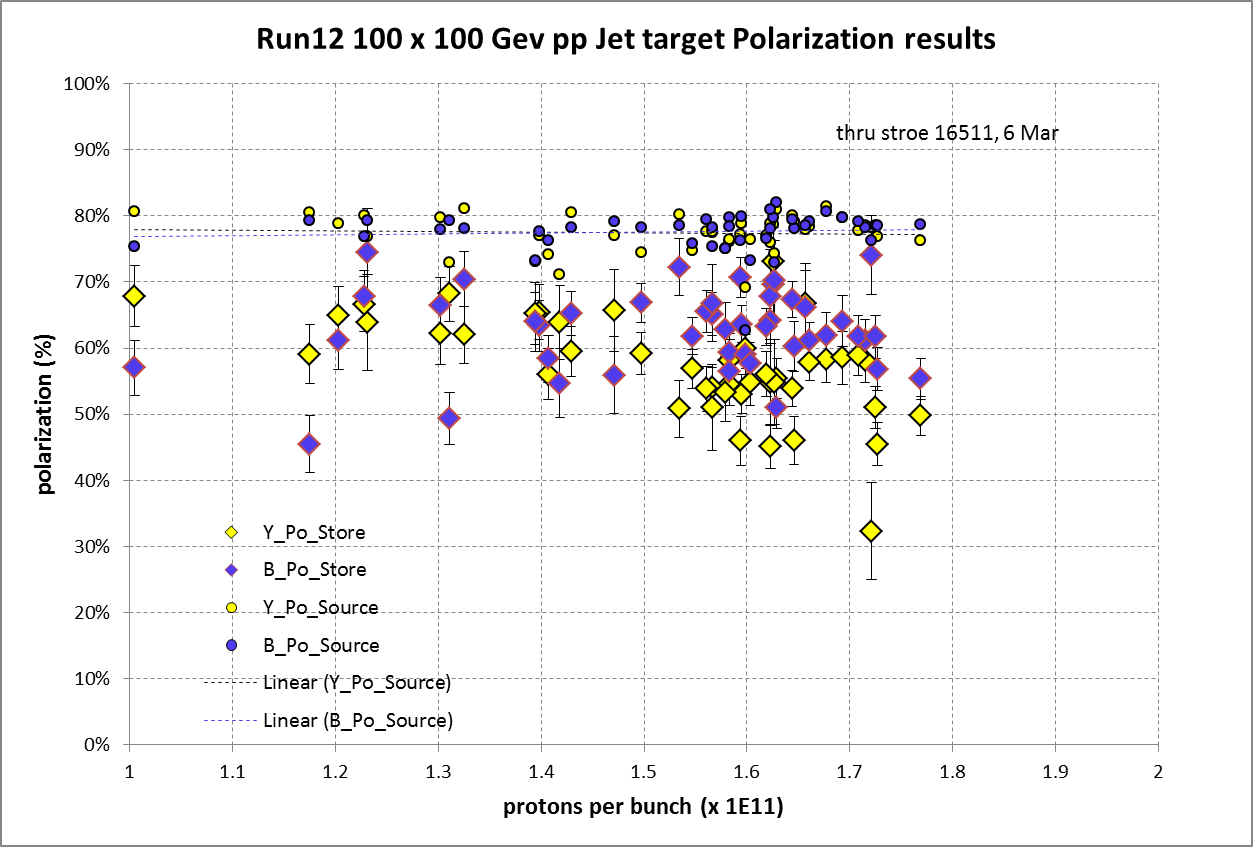 Run12 100 x 100 Gev pp Jet target Polarization results
100%
90%
80%
70%
60%
50%
40%
30%
20%
10%
0%
polarization (%)
thru stroe 16511, 6 Mar
Y_Po_Store
B_Po_Store
Y_Po_Source
B_Po_Source
Linear (Y_Po_Source)
Linear (B_Po_Source)
1 1.1 1.2 1.3 1.4 1.5 1.6 1.7 1.8 1.9 2
protons per bunch (x 1E11)